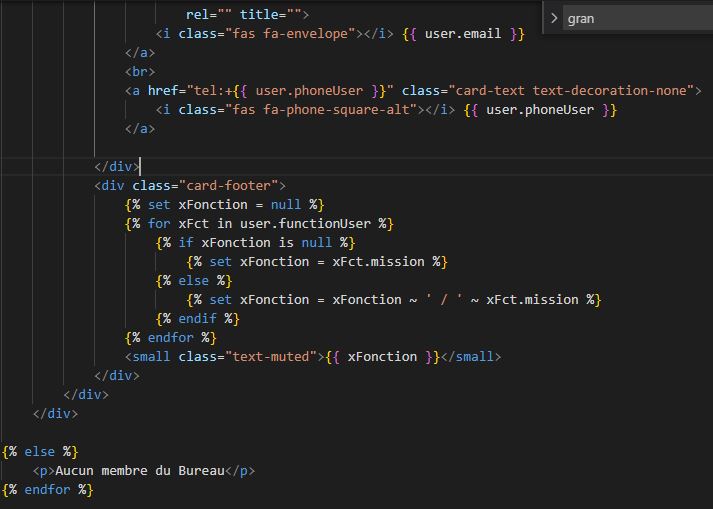 rel="" title="">
gran
<i class="fas fa-envelope"></i> {{ user.email }}
</a>
<br>
<a href="tel:+{{ user.phoneUser }}" class="card-text text-decoration-none">
<i class="fas fa-phone-square-alt"></i> {{ user.phoneUser }}
</a>
</div>
<div class="card-footer">
{% set xFonction = null %}
{% for xFct in user.functionUser %}
{% if xFonction is null %}
{% set xFonction = xFct.mission %}
{% else %}
{% set xFonction = xFonction ~ ' / ' ~ xFct.mission %}
{% endif %}
{% endfor %}
<small class="text-muted">{{ xFonction }}</small>
</div>
</div>
</div>
{% else %}
<p>Aucun membre du Bureau</p>
{% endfor %}